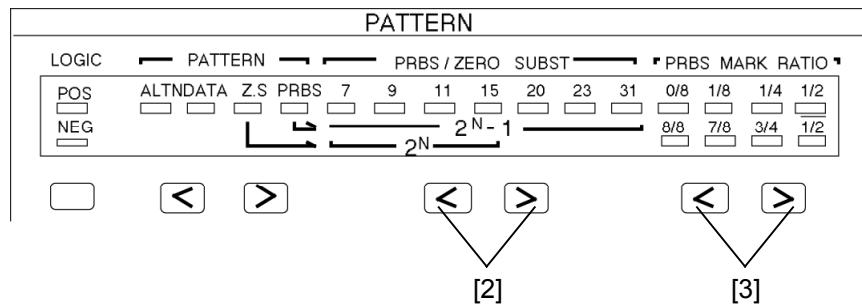 PATTERN
LOGIC PATTERN PRBS / ZERO SUBST PRBS MARK RATIO
POS ALTN DATA Z.S PRBS 7 9 11 15 20 23 31 0/8 1/8 1/4 1/2
NEG 2N - 1 8/8 7/8 3/4 1/2
2N
< > < > < >
[2] [3]